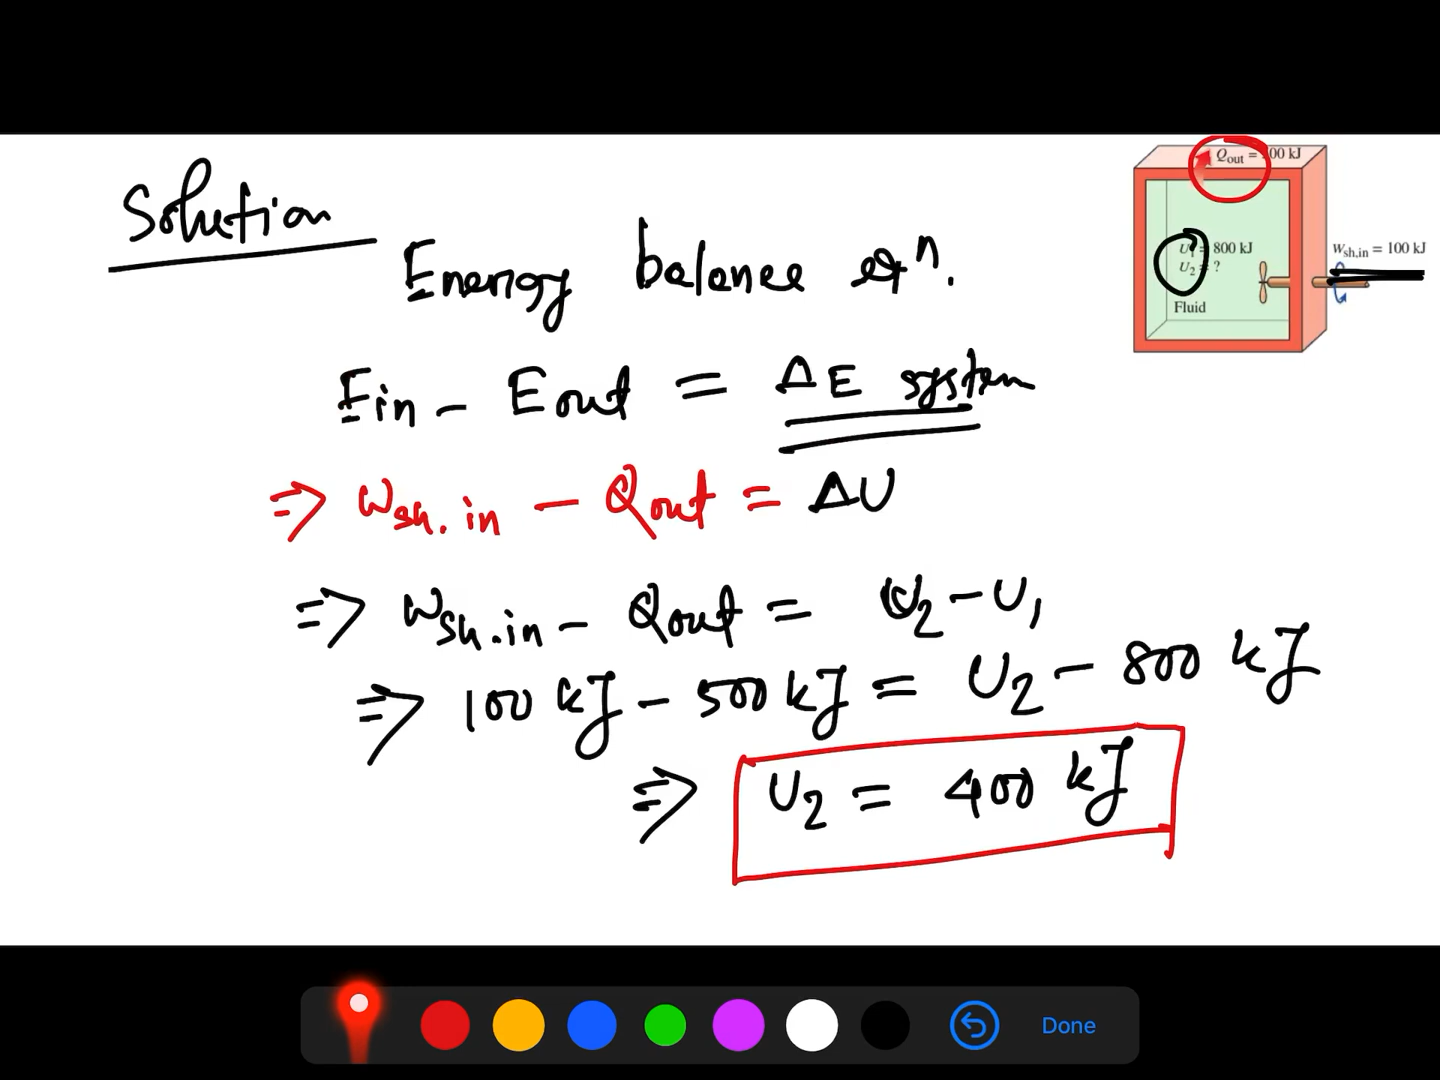 Solution
Energy balance eqⁿ.
Ein - Eout = ΔE system
⇒ Wsh.in - Qout = ΔU
⇒ Wsh.in - Qout = U₂ - U₁
⇒ 100 kJ - 500 kJ = U₂ - 800 kJ
⇒ U₂ = 400 kJ
Qout = 00 kJ
U₁ = 800 kJ
U₂ = ?
Fluid
Wsh,in = 100 kJ
Done